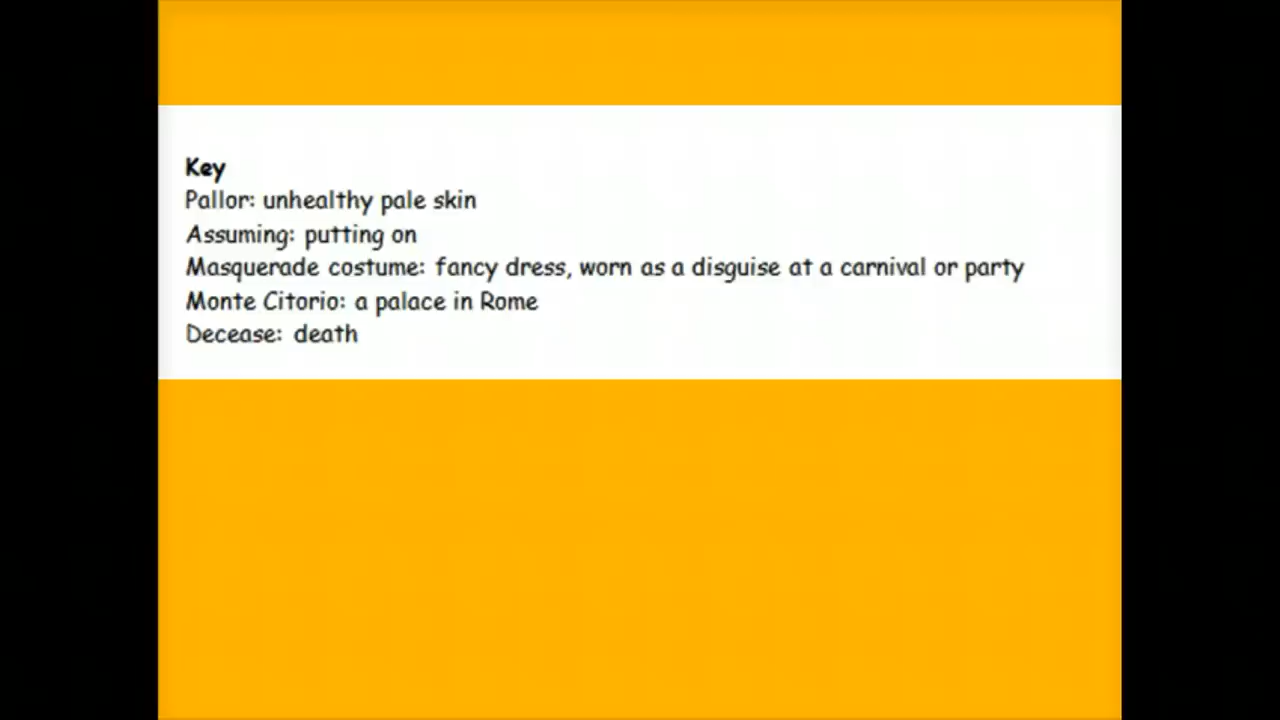 Key
Pallor: unhealthy pale skin
Assuming: putting on
Masquerade costume: fancy dress, worn as a disguise at a carnival or party
Monte Citorio: a palace in Rome
Decease: death